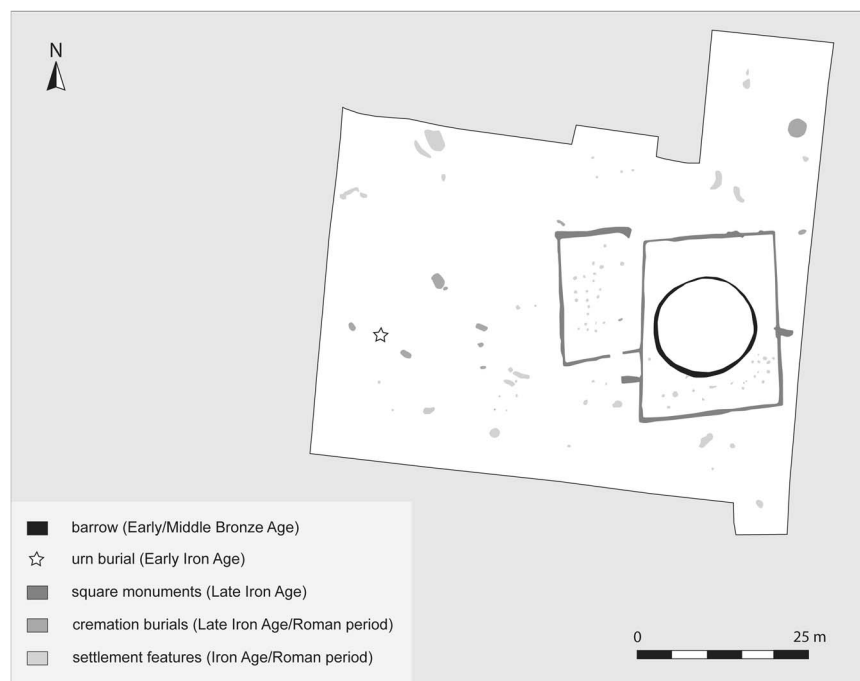 N
barrow (Early/Middle Bronze Age)
urn burial (Early Iron Age)
square monuments (Late Iron Age)
cremation burials (Late Iron Age/Roman period)
settlement features (Iron Age/Roman period)
0 25 m